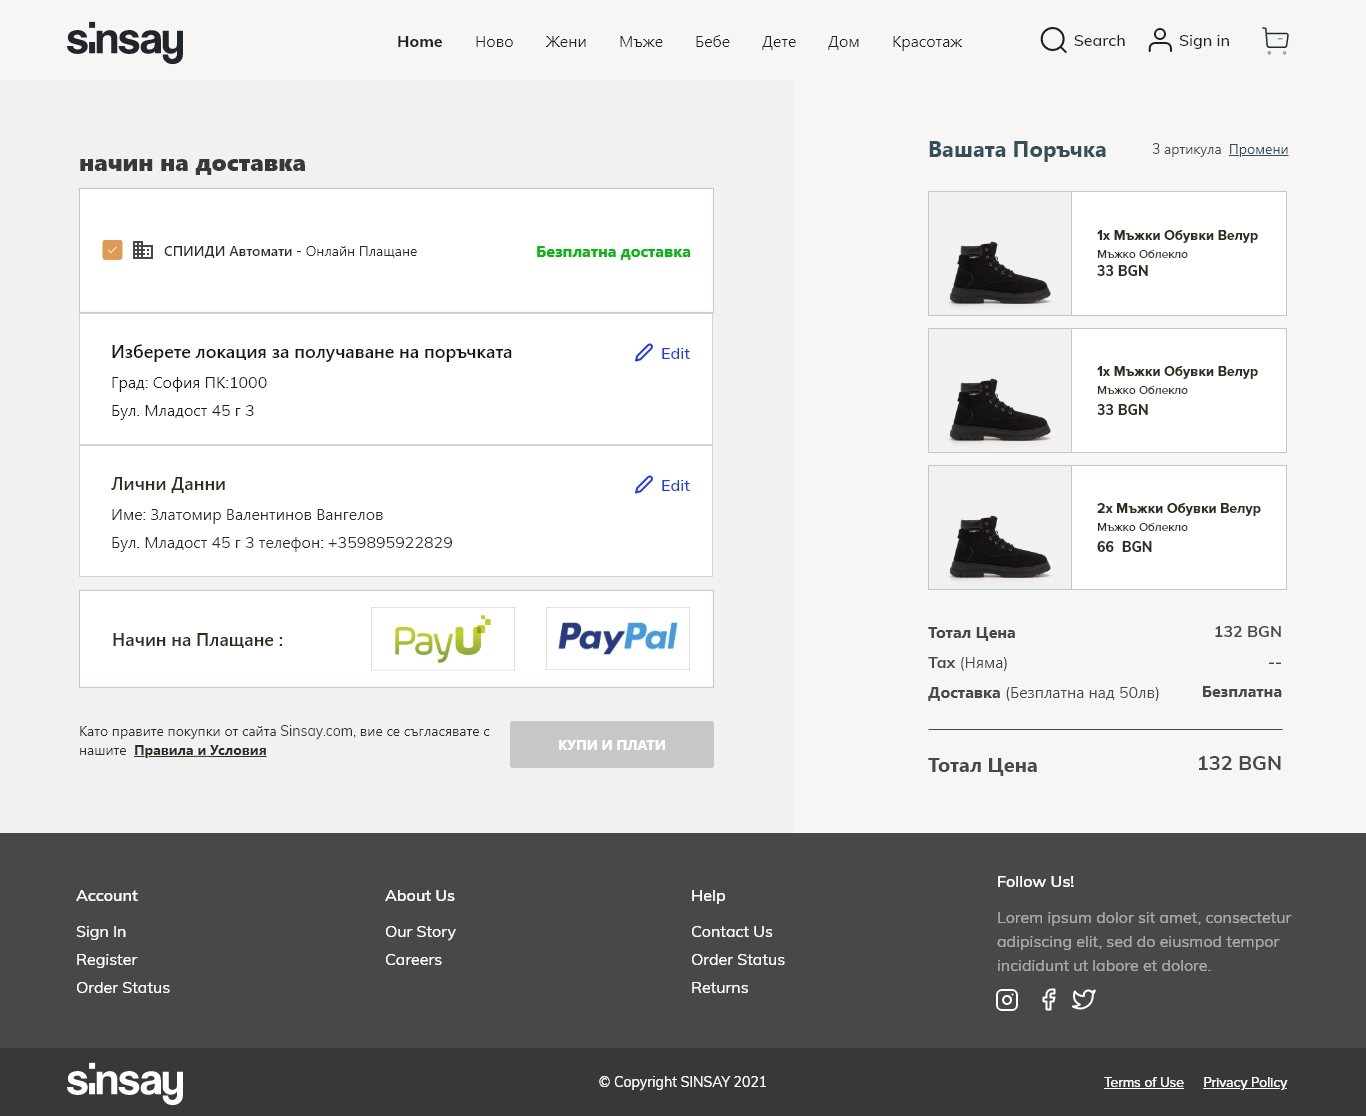 sinsay
Home Ново Жени Мъже Бебе Дете Дом Красотаж
Search Sign in
начин на доставка
СПИИДИ Автомати - Онлайн Плащане
Безплатна доставка
Изберете локация за получаване на поръчката
Edit
Град: София ПК:1000
Бул. Младост 45 г 3
Лични Данни
Edit
Име: Златомир Валентинов Вангелов
Бул. Младост 45 г 3 телефон: +359895922829
Начин на Плащане :
PayU
PayPal
Като правите покупки от сайта Sinsay.com, вие се съгласявате с
нашите Правила и Условия
КУПИ И ПЛАТИ
Вашата Поръчка
3 артикула Промени
1x Мъжки Обувки Велур
Мъжко Облекло
33 BGN
1x Мъжки Обувки Велур
Мъжко Облекло
33 BGN
2x Мъжки Обувки Велур
Мъжко Облекло
66 BGN
Тотал Цена 132 BGN
Tax (Няма) --
Доставка (Безплатна над 50лв) Безплатна
Тотал Цена 132 BGN
Account
Sign In
Register
Order Status
About Us
Our Story
Careers
Help
Contact Us
Order Status
Returns
Follow Us!
Lorem ipsum dolor sit amet, consectetur
adipiscing elit, sed do eiusmod tempor
incididunt ut labore et dolore.
sinsay
© Copyright SINSAY 2021
Terms of Use Privacy Policy